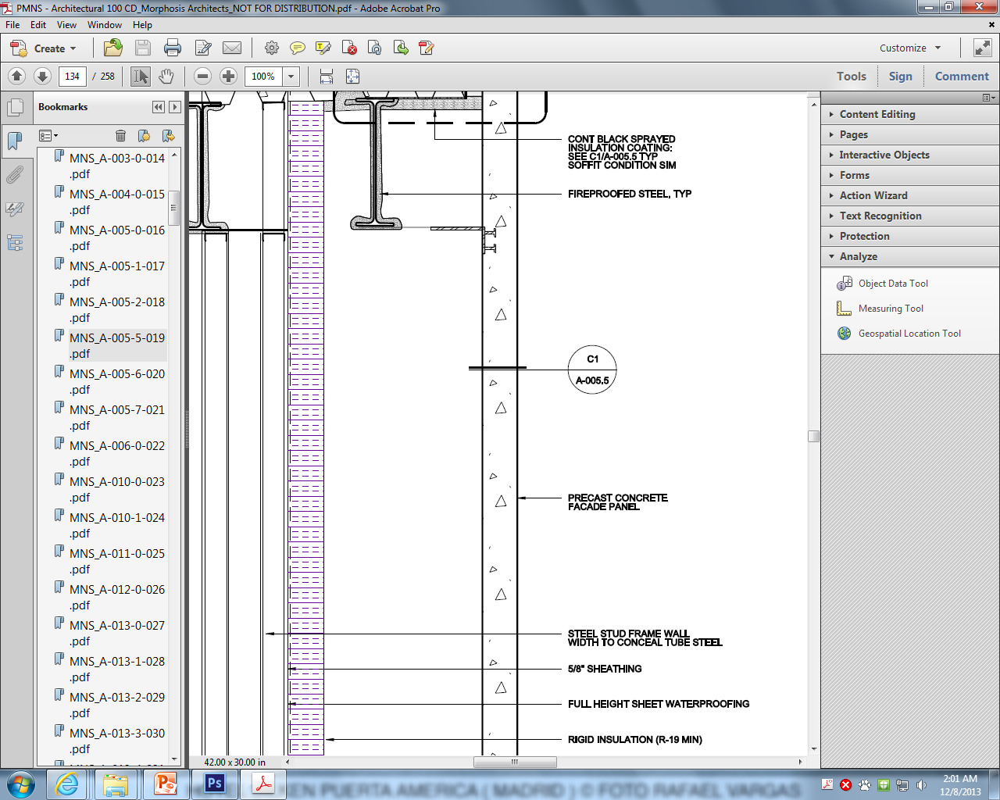 PMNS - Architectural 100 CD_Morphosis Architects_NOT FOR DISTRIBUTION.pdf - Adobe Acrobat Pro
File Edit View Window Help
Create Customize
134 / 258 100% Tools Sign Comment
Bookmarks
MNS_A-003-0-014
.pdf
MNS_A-004-0-015
.pdf
MNS_A-005-0-016
.pdf
MNS_A-005-1-017
.pdf
MNS_A-005-2-018
.pdf
MNS_A-005-5-019
.pdf
MNS_A-005-6-020
.pdf
MNS_A-005-7-021
.pdf
MNS_A-006-0-022
.pdf
MNS_A-010-0-023
.pdf
MNS_A-010-1-024
.pdf
MNS_A-011-0-025
.pdf
MNS_A-012-0-026
.pdf
MNS_A-013-0-027
.pdf
MNS_A-013-1-028
.pdf
MNS_A-013-2-029
.pdf
MNS_A-013-3-030
.pdf
CONT BLACK SPRAYED
INSULATION COATING:
SEE C1/A-005.5 TYP
SOFFIT CONDITION SIM
FIREPROOFED STEEL, TYP
C1
A-005.5
PRECAST CONCRETE
FACADE PANEL
STEEL STUD FRAME WALL
WIDTH TO CONCEAL TUBE STEEL
5/8" SHEATHING
FULL HEIGHT SHEET WATERPROOFING
RIGID INSULATION (R-19 MIN)
42.00 x 30.00 in
Content Editing
Pages
Interactive Objects
Forms
Action Wizard
Text Recognition
Protection
Analyze
Object Data Tool
Measuring Tool
Geospatial Location Tool
Ps
KEN PUERTA AMERICA ( MADRID ) © FOTO RAFAEL VARGAS
2:01 AM
12/8/2013